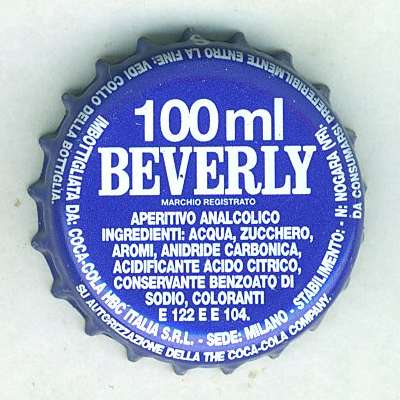 100 ml
BEVERLY
MARCHIO REGISTRATO
APERITIVO ANALCOLICO
INGREDIENTI: ACQUA, ZUCCHERO,
AROMI, ANIDRIDE CARBONICA,
ACIDIFICANTE ACIDO CITRICO,
CONSERVANTE BENZOATO DI
SODIO, COLORANTI
E 122 E E 104.
IMBOTTIGLIATA DA: COCA-COLA HBC ITALIA S.R.L. - SEDE: MILANO - STABILIMENTO: - N: NOGARA (VR).
SU AUTORIZZAZIONE DELLA THE COCA-COLA COMPANY.
DA CONSUMARSI PREFERIBILMENTE ENTRO LA FINE: VEDI COLLO DELLA BOTTIGLIA